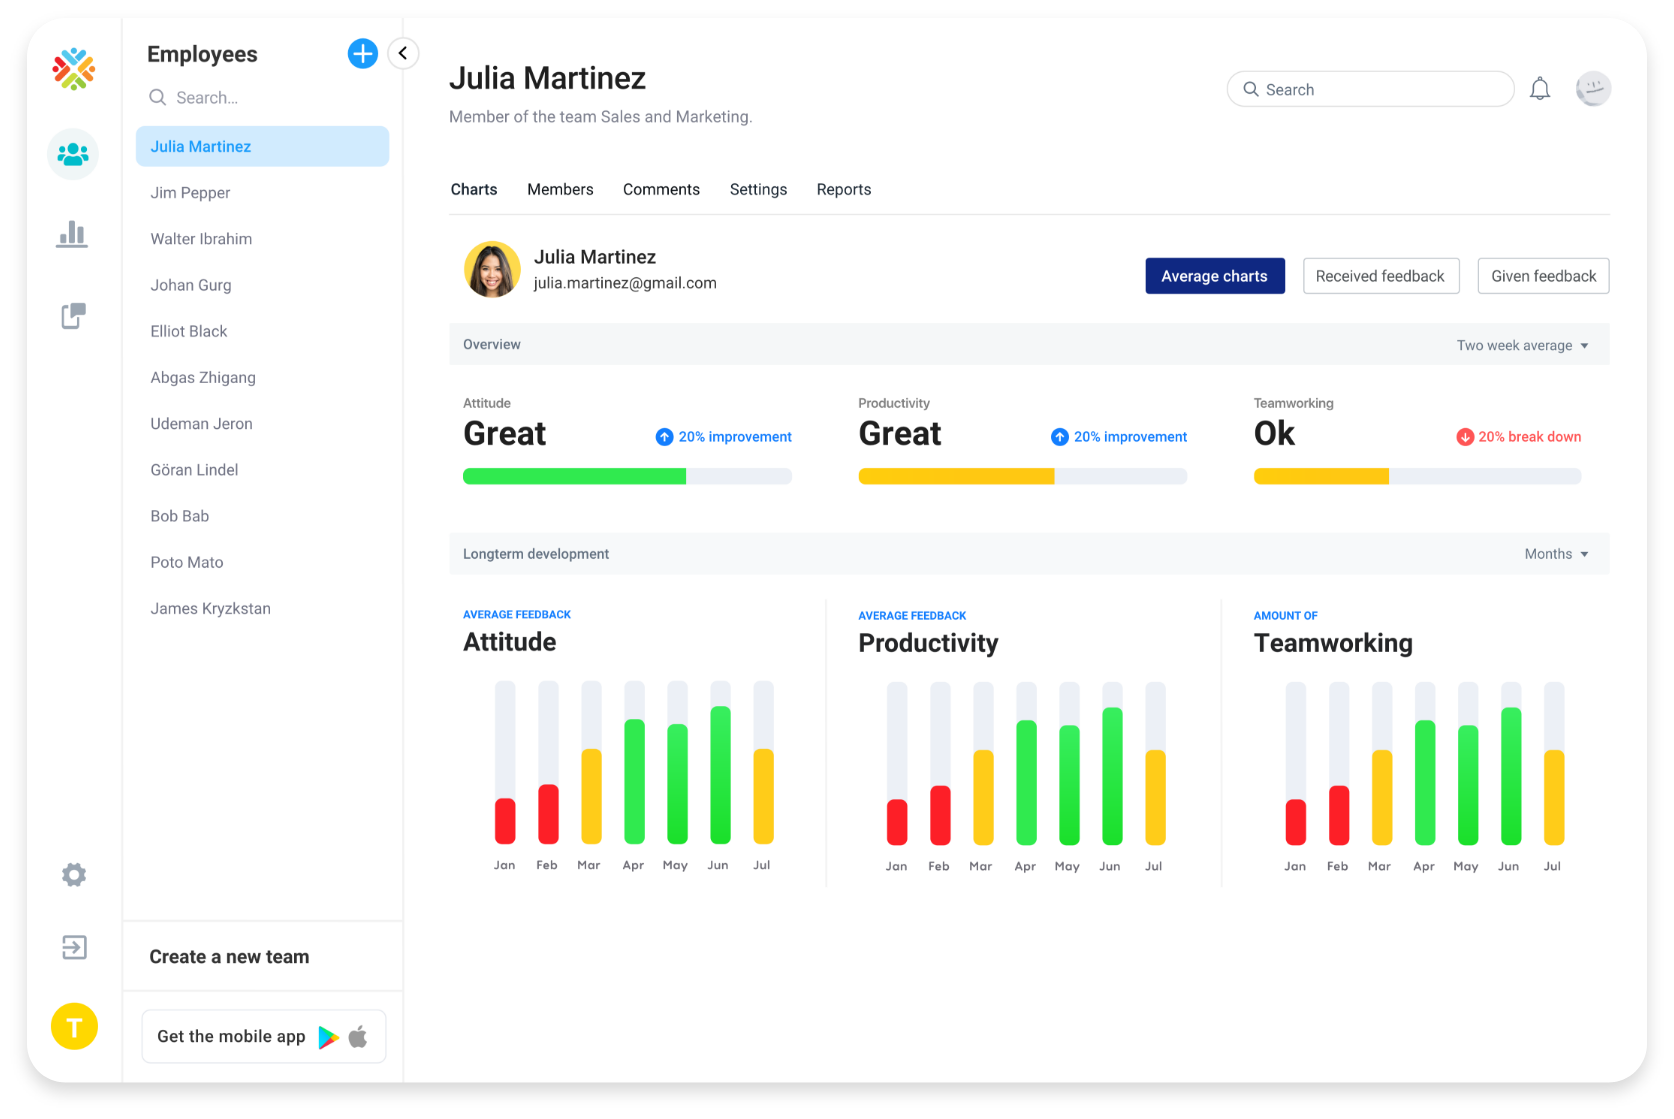 Employees
Search...
Julia Martinez
Jim Pepper
Walter Ibrahim
Johan Gurg
Elliot Black
Abgas Zhigang
Udeman Jeron
Göran Lindel
Bob Bab
Poto Mato
James Kryzkstan
Create a new team
Get the mobile app
T
Julia Martinez
Member of the team Sales and Marketing.
Search
Charts Members Comments Settings Reports
Julia Martinez
julia.martinez@gmail.com
Average charts Received feedback Given feedback
Overview Two week average
Attitude
Great 20% improvement
Productivity
Great 20% improvement
Teamworking
Ok 20% break down
Longterm development Months
AVERAGE FEEDBACK
Attitude
Jan Feb Mar Apr May Jun Jul
AVERAGE FEEDBACK
Productivity
Jan Feb Mar Apr May Jun Jul
AMOUNT OF
Teamworking
Jan Feb Mar Apr May Jun Jul